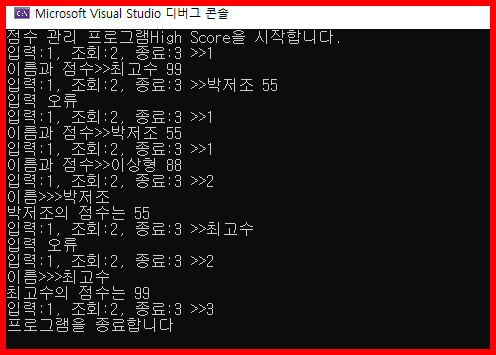 Microsoft Visual Studio 디버그 콘솔
점수 관리 프로그램High Score을 시작합니다.
입력:1, 조회:2, 종료:3 >>1
이름과 점수>>최고수 99
입력:1, 조회:2, 종료:3 >>박저조 55
입력 오류
입력:1, 조회:2, 종료:3 >>1
이름과 점수>>박저조 55
입력:1, 조회:2, 종료:3 >>1
이름과 점수>>이상형 88
입력:1, 조회:2, 종료:3 >>2
이름>>>박저조
박저조의 점수는 55
입력:1, 조회:2, 종료:3 >>최고수
입력 오류
입력:1, 조회:2, 종료:3 >>2
이름>>>최고수
최고수의 점수는 99
입력:1, 조회:2, 종료:3 >>3
프로그램을 종료합니다